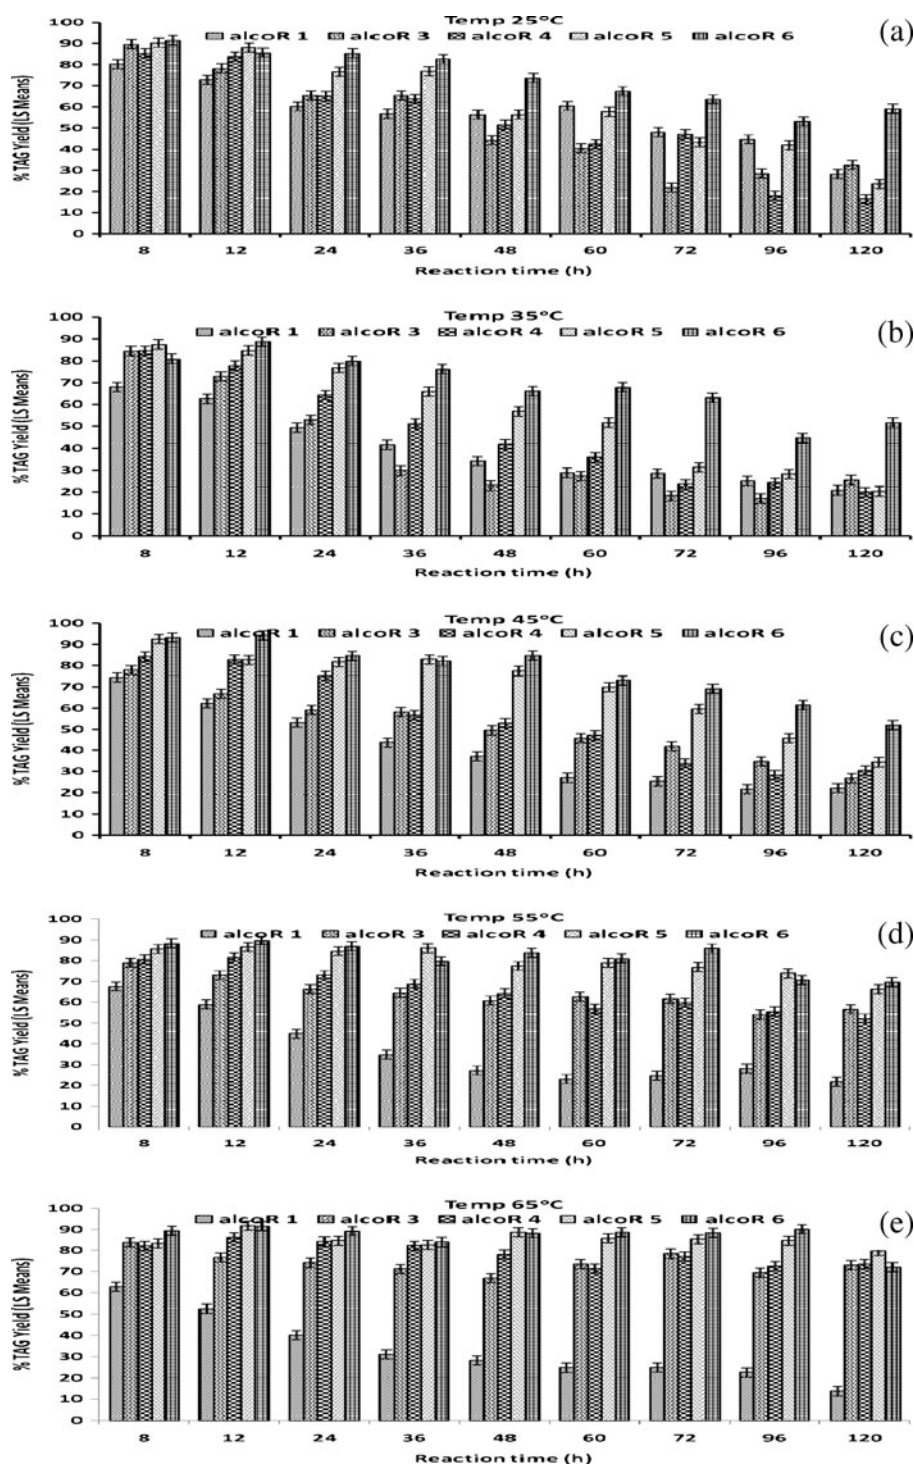 Temp 25°C
(a)
alcoR 1 alcoR 3 alcoR 4 alcoR 5 alcoR 6
% TAG Yield (LS Means)
100
90
80
70
60
50
40
30
20
10
0
8 12 24 36 48 60 72 96 120
Reaction time (h)
Temp 35°C
(b)
alcoR 1 alcoR 3 alcoR 4 alcoR 5 alcoR 6
% TAG Yield (LS Means)
100
90
80
70
60
50
40
30
20
10
0
8 12 24 36 48 60 72 96 120
Reaction time (h)
Temp 45°C
(c)
alcoR 1 alcoR 3 alcoR 4 alcoR 5 alcoR 6
% TAG Yield (LS Means)
100
90
80
70
60
50
40
30
20
10
0
8 12 24 36 48 60 72 96 120
Reaction time (h)
Temp 55°C
(d)
alcoR 1 alcoR 3 alcoR 4 alcoR 5 alcoR 6
% TAG Yield (LS Means)
100
90
80
70
60
50
40
30
20
10
0
8 12 24 36 48 60 72 96 120
Reaction time (h)
Temp 65°C
(e)
alcoR 1 alcoR 3 alcoR 4 alcoR 5 alcoR 6
% TAG Yield (LS Means)
100
90
80
70
60
50
40
30
20
10
0
8 12 24 36 48 60 72 96 120
Reaction time (h)